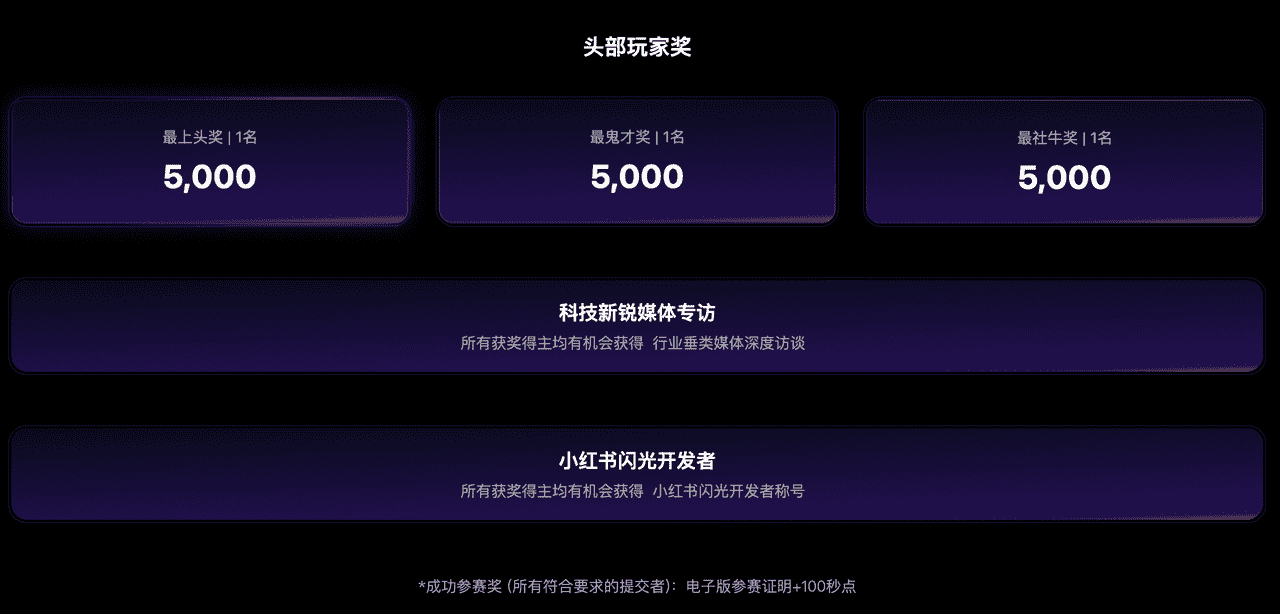 头部玩家奖
最上头奖 | 1名
最鬼才奖 | 1名
最社牛奖 | 1名
5,000
5,000
5,000
科技新锐媒体专访
所有获奖得主均有机会获得 行业垂类媒体深度访谈
小红书闪光开发者
所有获奖得主均有机会获得 小红书闪光开发者称号
*成功参赛奖 (所有符合要求的提交者)：电子版参赛证明+100秒点